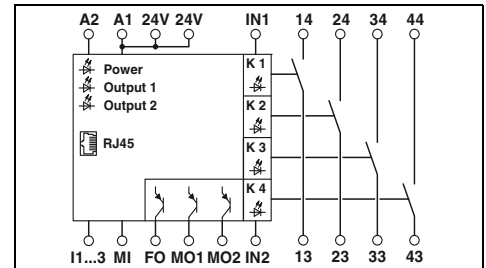 A2 A1 24V 24V IN1 14 24 34 44
Power
Output 1
Output 2
RJ45
K 1
K 2
K 3
K 4
I1...3 MI FO MO1 MO2 IN2 13 23 33 43